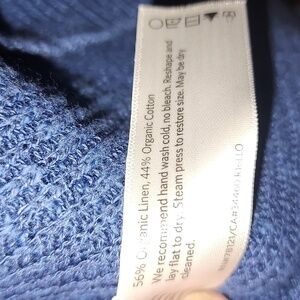 56% Organic Linen, 44% Organic Cotton
We recommend hand wash cold, no bleach. Reshape and
lay flat to dry. Steam press to restore size. May be dry
cleaned.